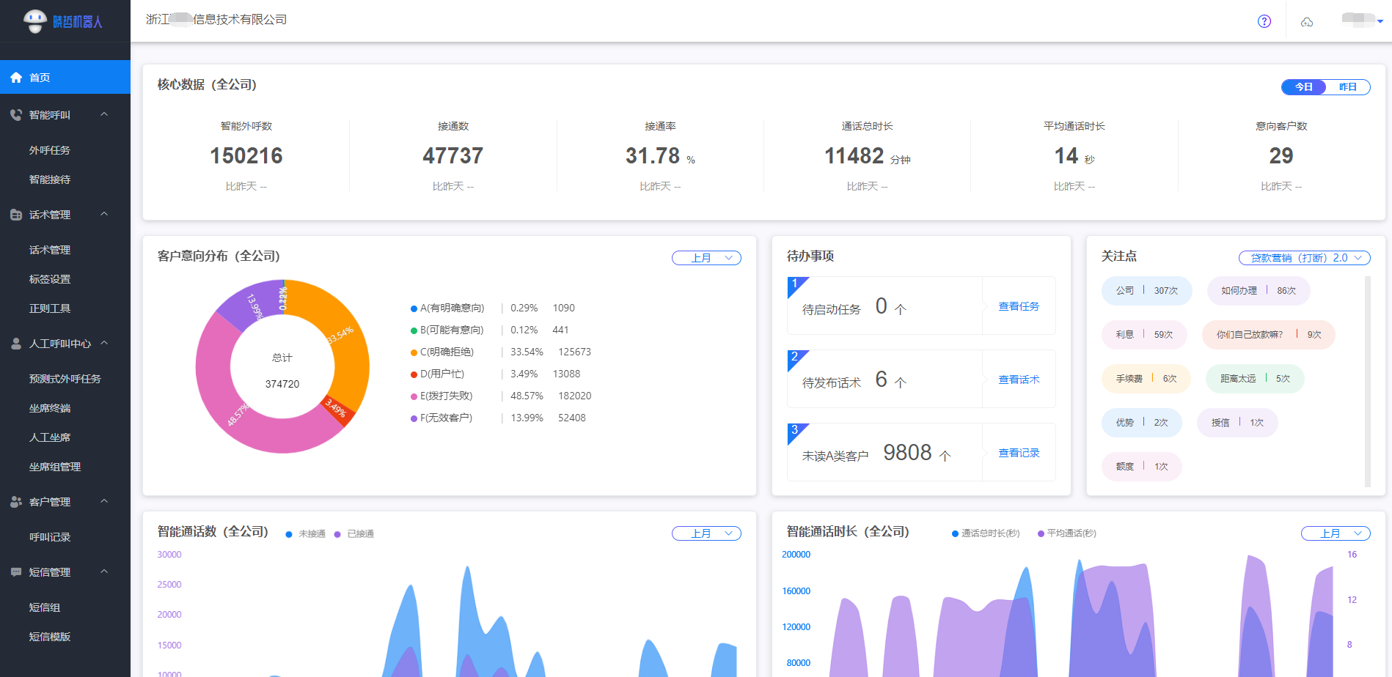 晓哲机器人
浙江 信息技术有限公司
?
首页
智能呼叫
外呼任务
智能接待
话术管理
话术管理
标签设置
正则工具
人工呼叫中心
预测式外呼任务
坐席终端
人工坐席
坐席组管理
客户管理
呼叫记录
短信管理
短信组
短信模版
核心数据（全公司）
今日 昨日
智能外呼数
150216
比昨天 --
接通数
47737
比昨天 --
接通率
31.78 %
比昨天 --
通话总时长
11482 分钟
比昨天 --
平均通话时长
14 秒
比昨天 --
意向客户数
29
比昨天 --
客户意向分布（全公司）
上月
33.54%
3.49%
48.57%
13.99%
总计
374720
A(有明确意向) | 0.29% 1090
B(可能有意向) | 0.12% 441
C(明确拒绝) | 33.54% 125673
D(用户忙) | 3.49% 13088
E(拨打失败) | 48.57% 182020
F(无效客户) | 13.99% 52408
待办事项
1
待启动任务 0 个
查看任务
2
待发布话术 6 个
查看话术
3
未读A类客户 9808 个
查看记录
关注点
贷款营销（打断）2.0
公司 | 307次
如何办理 | 86次
利息 | 59次
你们自己放款嘛? | 9次
手续费 | 6次
距离太远 | 5次
优势 | 2次
授信 | 1次
额度 | 1次
智能通话数（全公司）
未接通 已接通
上月
30000
25000
20000
15000
10000
智能通话时长（全公司）
通话总时长(秒) 平均通话(秒)
上月
200000
160000
120000
80000
16
12
8